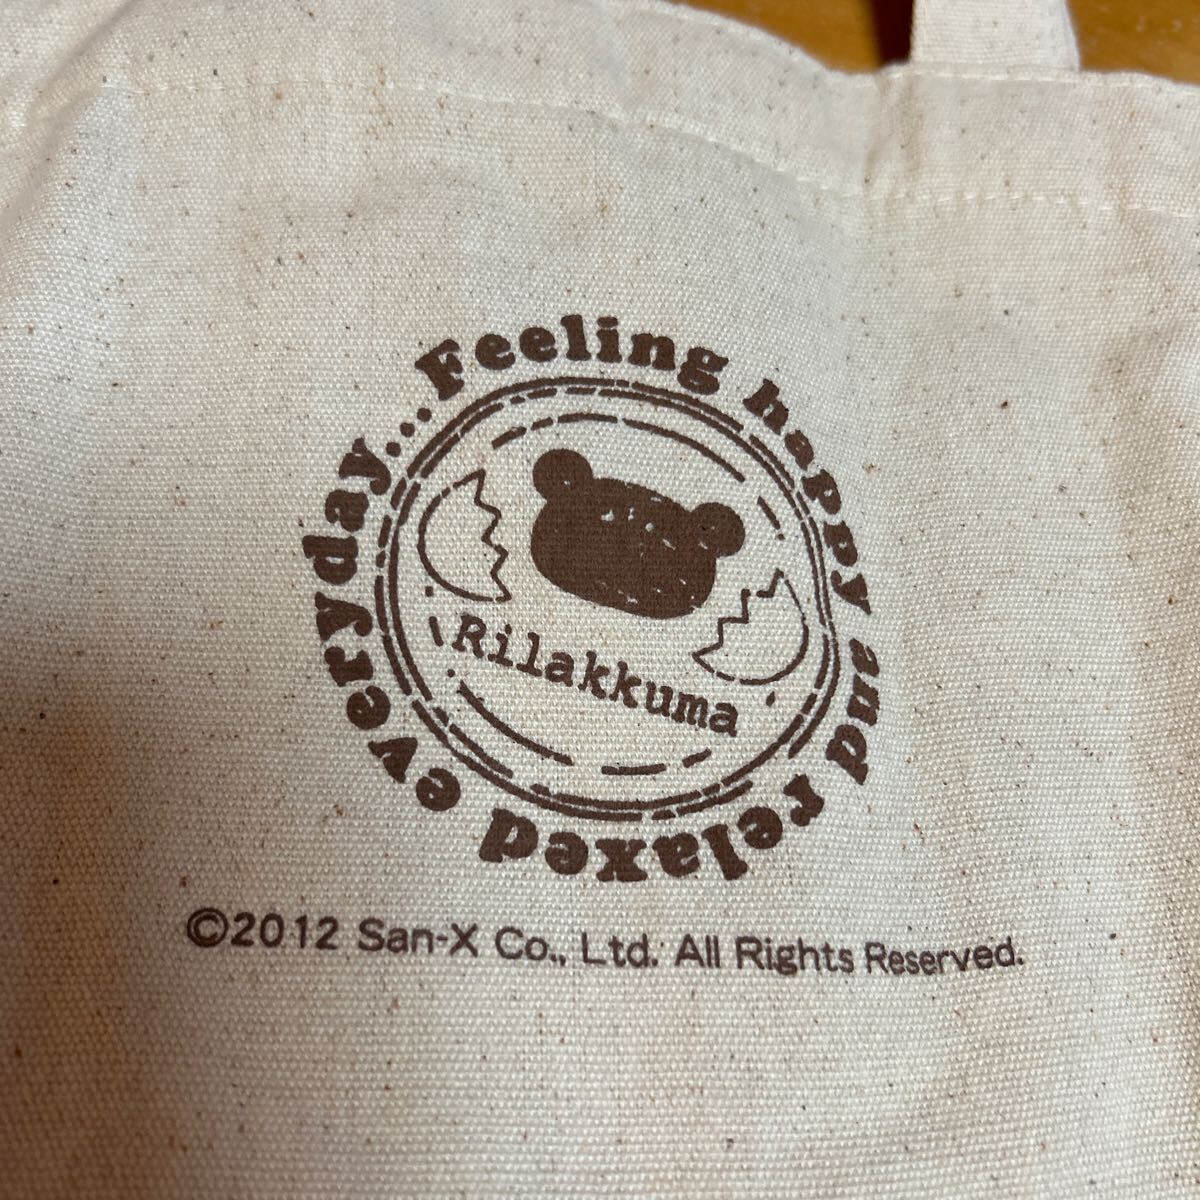 Feeling happy and relaxed everyday...
Rilakkuma
©2012 San-X Co., Ltd. All Rights Reserved.